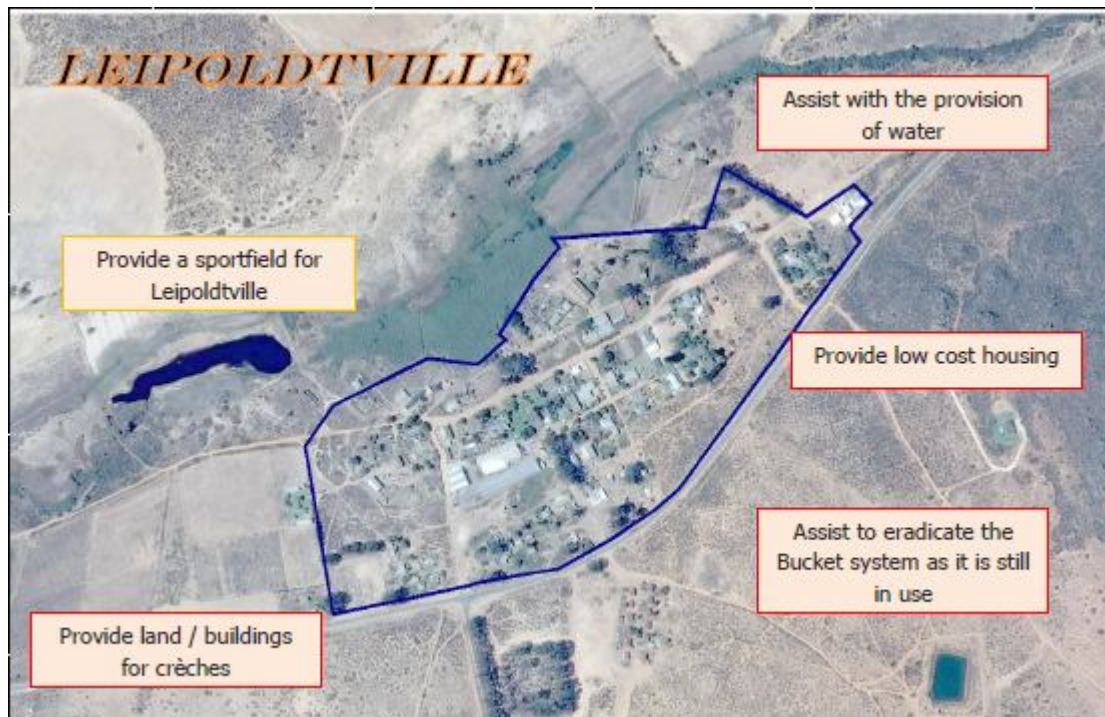 LEIPOLDTVILLE
Assist with the provision
of water
Provide a sportfield for
Leipoldtville
Provide low cost housing
Assist to eradicate the
Bucket system as it is still
in use
Provide land / buildings
for crèches